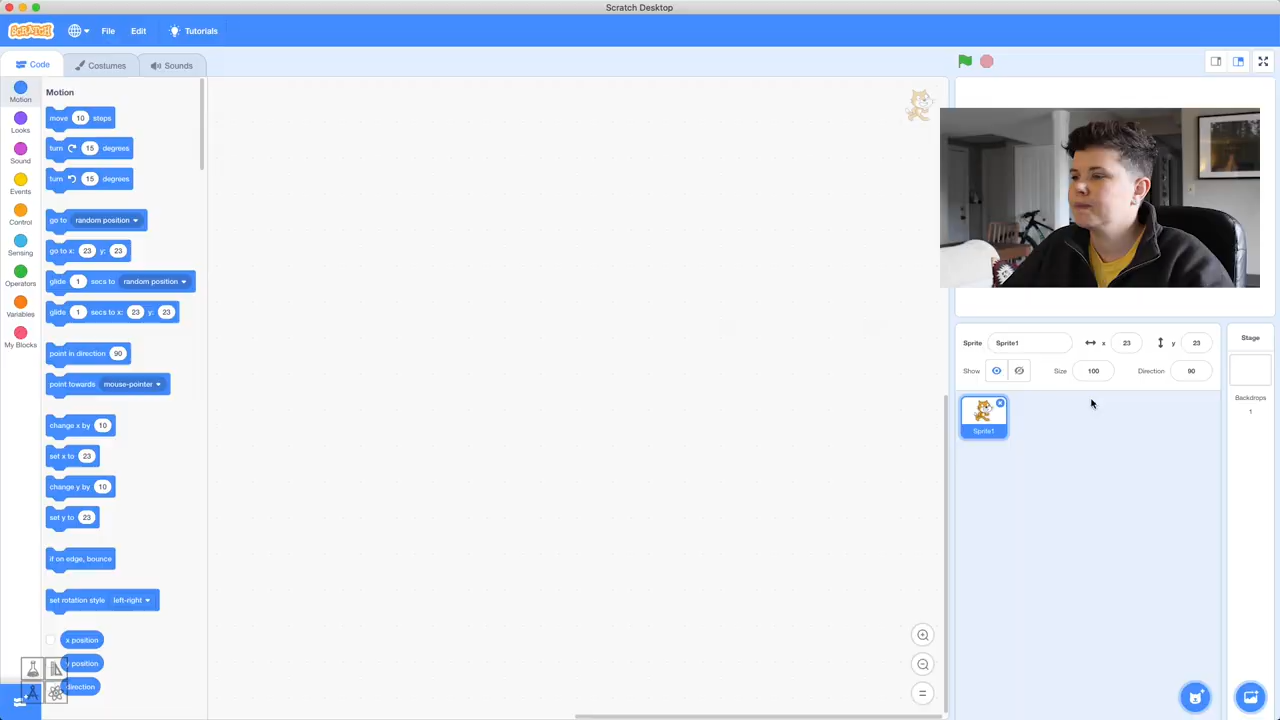 Scratch Desktop
SCRATCH File Edit Tutorials
Code Costumes Sounds
Motion
Looks
Sound
Events
Control
Sensing
Operators
Variables
My Blocks
Motion
move 10 steps
turn 15 degrees
turn 15 degrees
go to random position
go to x: 23 y: 23
glide 1 secs to random position
glide 1 secs to x: 23 y: 23
point in direction 90
point towards mouse-pointer
change x by 10
set x to 23
change y by 10
set y to 23
if on edge, bounce
set rotation style left-right
x position
position
direction
Sprite Sprite1 x 23 y 23
Show Size 100 Direction 90
Sprite1
Stage
Backdrops
1